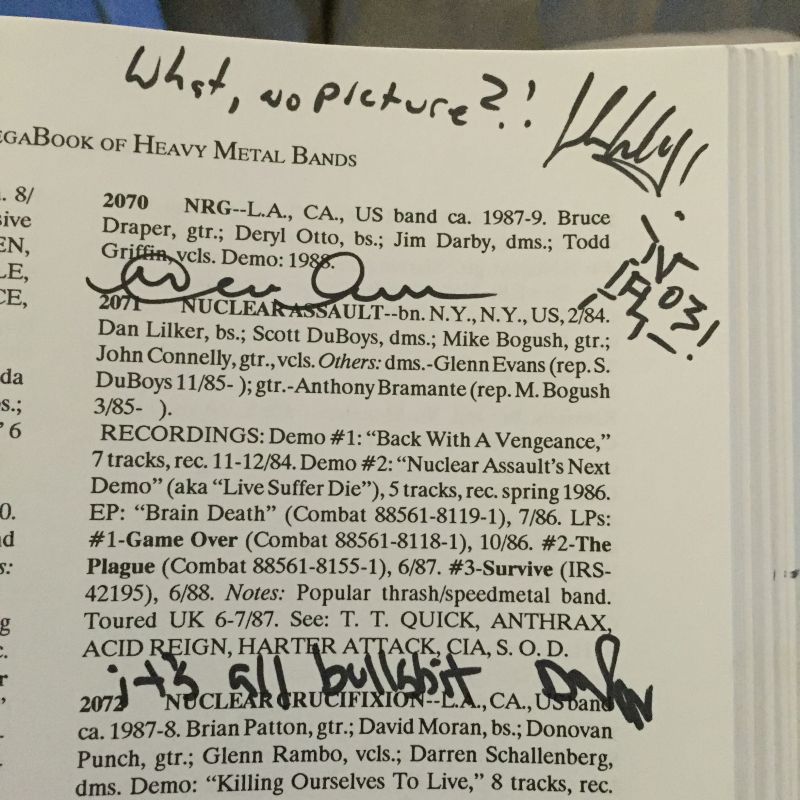 What, no picture?!
EGABOOK OF HEAVY METAL BANDS
. 8/
sive
EN,
LE,
CE,
da
s.;
' 6
0.
nd
s:
g
c.
r
2070 NRG--L.A., CA., US band ca. 1987-9. Bruce
Draper, gtr.; Deryl Otto, bs.; Jim Darby, dms.; Todd
Griffin, vcls. Demo: 1988.
2071 NUCLEAR ASSAULT--bn. N.Y., N.Y., US, 2/84.
Dan Lilker, bs.; Scott DuBoys, dms.; Mike Bogush, gtr.;
John Connelly, gtr., vcls. Others: dms.-Glenn Evans (rep. S.
DuBoys 11/85- ); gtr.-Anthony Bramante (rep. M. Bogush
3/85- ).
RECORDINGS: Demo #1: “Back With A Vengeance,”
7 tracks, rec. 11-12/84. Demo #2: “Nuclear Assault's Next
Demo” (aka “Live Suffer Die”), 5 tracks, rec. spring 1986.
EP: “Brain Death” (Combat 88561-8119-1), 7/86. LPs:
#1-Game Over (Combat 88561-8118-1), 10/86. #2-The
Plague (Combat 88561-8155-1), 6/87. #3-Survive (IRS-
42195), 6/88. Notes: Popular thrash/speedmetal band.
Toured UK 6-7/87. See: T. T. QUICK, ANTHRAX,
ACID REIGN, HARTER ATTACK, CIA, S. O. D.
it's all bullshit
2072 NUCLEAR CRUCIFIXION--L.A., CA., US band
ca. 1987-8. Brian Patton, gtr.; David Moran, bs.; Donovan
Punch, gtr.; Glenn Rambo, vcls.; Darren Schallenberg,
dms. Demo: “Killing Ourselves To Live,” 8 tracks, rec.